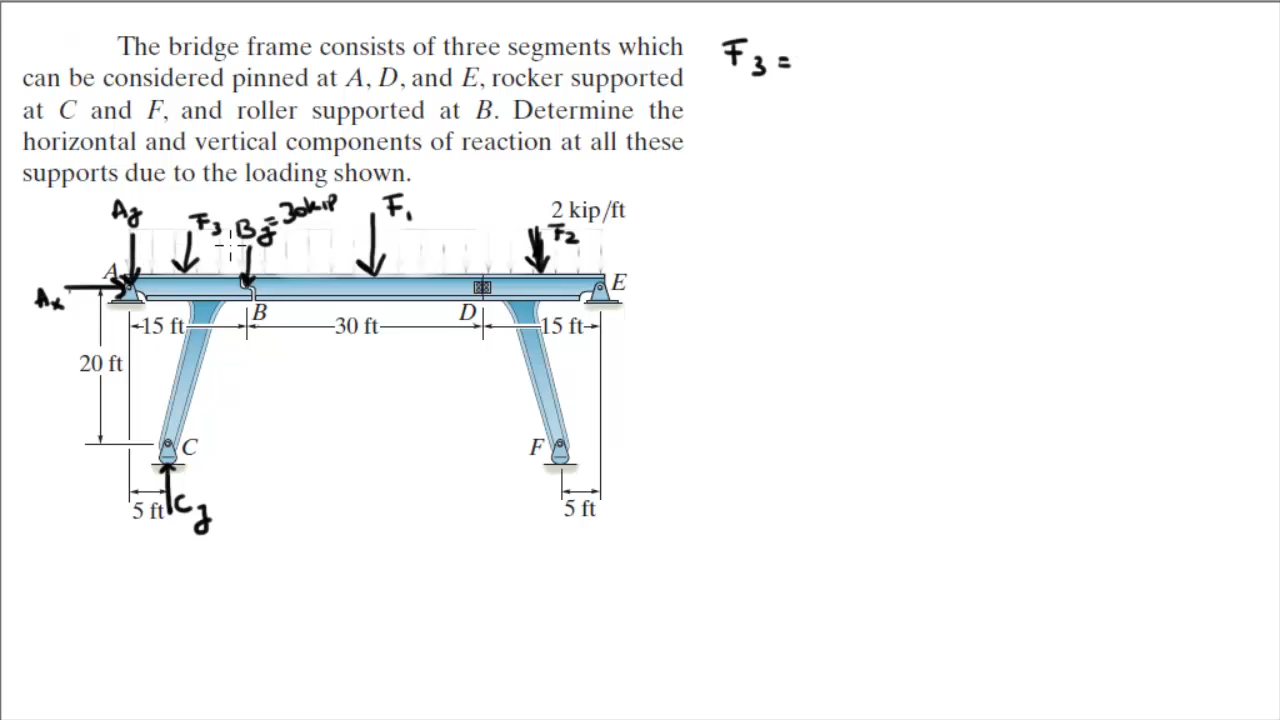 The bridge frame consists of three segments which
can be considered pinned at A, D, and E, rocker supported
at C and F, and roller supported at B. Determine the
horizontal and vertical components of reaction at all these
supports due to the loading shown.
F3 =
Ay
F3
By = 30kip
F1
2 kip/ft
F2
A
E
Ax
B
D
15 ft
30 ft
15 ft
20 ft
C
F
5 ft
Cy
5 ft